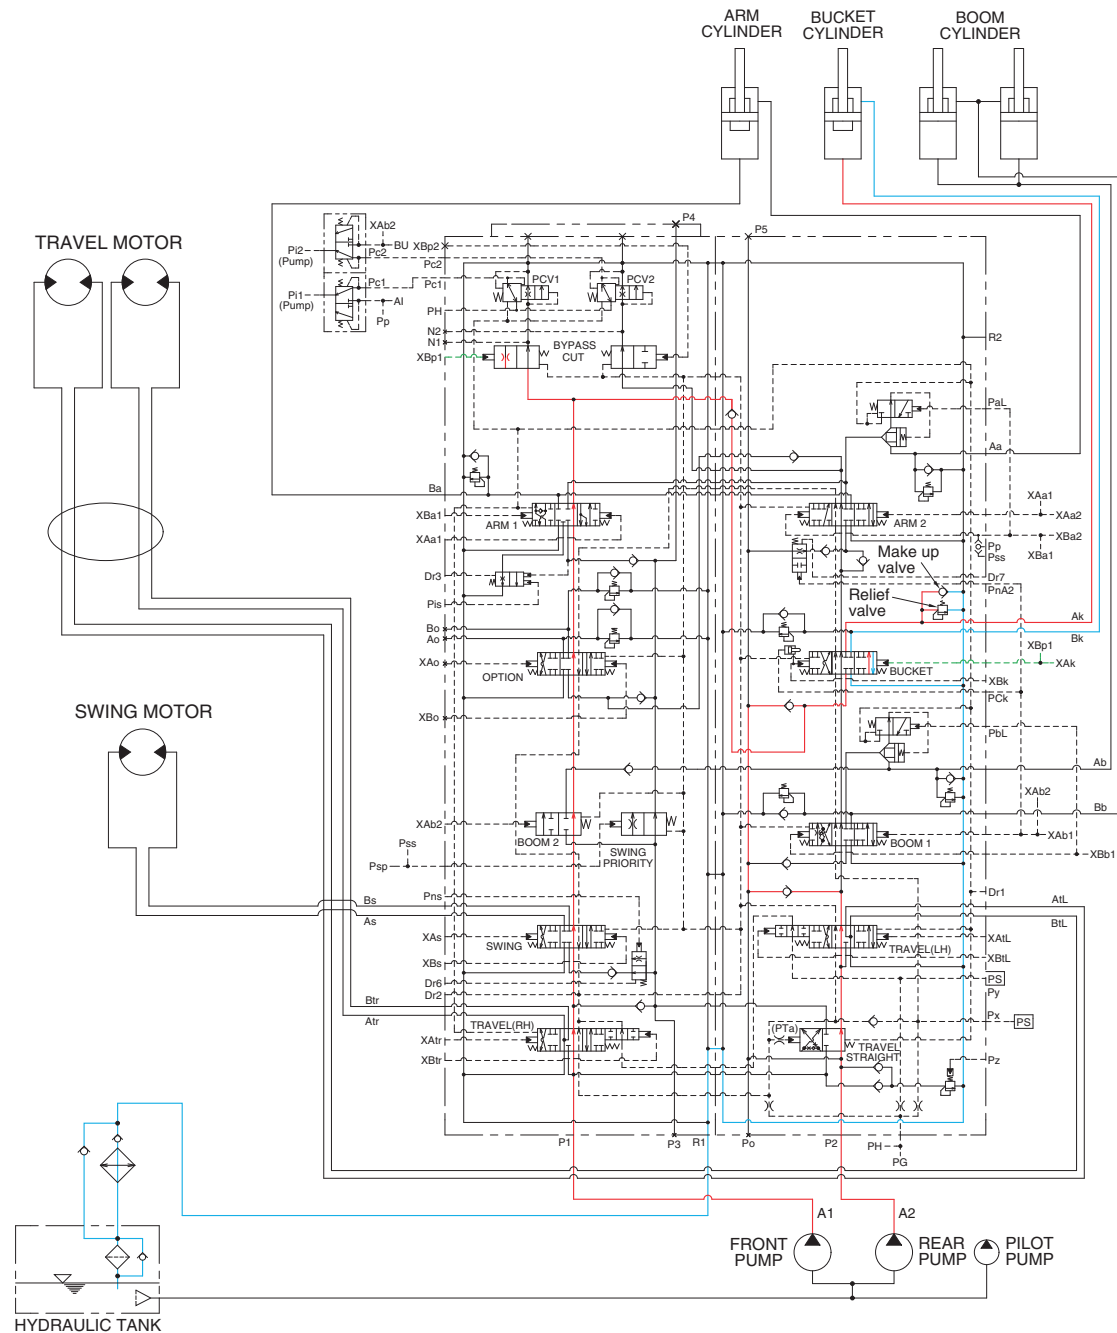 ARM
CYLINDER
BUCKET
CYLINDER
BOOM
CYLINDER
TRAVEL MOTOR
SWING MOTOR
XAb2
BU
Pi2
(Pump)
Pc2
Pc1
Pi1
(Pump)
AI
Pp
XBp2
Pc2
Pc1
PH
N2
N1
XBp1
P4
P5
PCV1
PCV2
BYPASS
CUT
R2
PaL
Aa
Ba
XBa1
XAa1
ARM 1
ARM 2
XAa1
XAa2
XBa2
XBa1
Pp
Pss
Dr7
PnA2
Make up
valve
Relief
valve
Dr3
Pis
Bo
Ao
XAo
XBo
OPTION
Ak
Bk
XBp1
XAk
XBk
PCk
BUCKET
PbL
Ab
XAb2
Bb
XAb1
XBb1
BOOM 1
XAb2
Pss
Psp
BOOM 2
SWING
PRIORITY
Pns
Bs
As
XAs
XBs
Dr6
Dr2
SWING
Dr1
AtL
BtL
XAtL
XBtL
TRAVEL(LH)
PS
Py
Px
PS
Pz
Btr
Atr
XAtr
XBtr
TRAVEL(RH)
(PTa)
TRAVEL
STRAIGHT
P1
P3
R1
Po
P2
PH
PG
A1
A2
FRONT
PUMP
REAR
PUMP
PILOT
PUMP
HYDRAULIC TANK